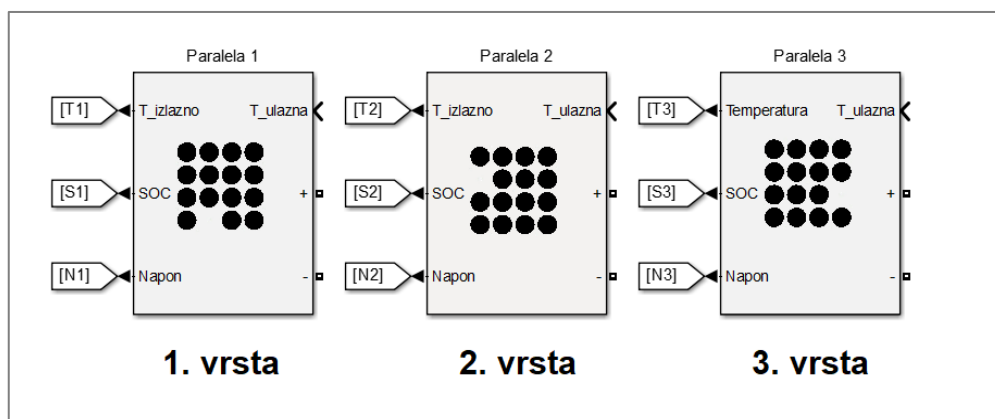 Paralela 1
[T1] T_izlazno T_ulazna
[S1] SOC +
[N1] Napon -
1. vrsta
Paralela 2
[T2] T_izlazno T_ulazna
[S2] SOC +
[N2] Napon -
2. vrsta
Paralela 3
[T3] Temperatura T_ulazna
[S3] SOC +
[N3] Napon -
3. vrsta